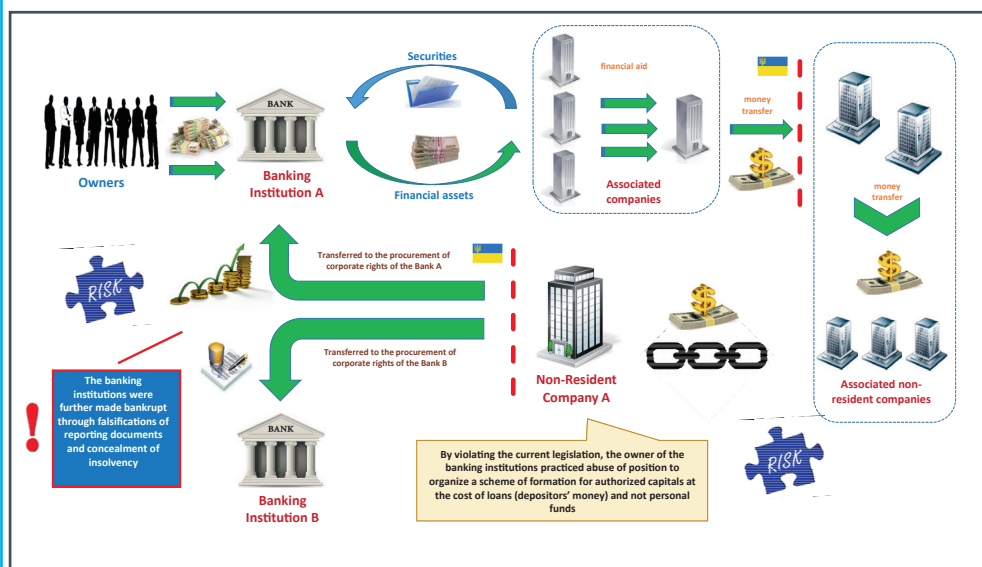 Owners
BANK
Banking
Institution A
Securities
Financial assets
financial aid
Associated
companies
money
transfer
money
transfer
Associated non-
resident companies
Transferred to the procurement of
corporate rights of the Bank A
Transferred to the procurement of
corporate rights of the Bank B
Non-Resident
Company A
RISK
The banking
institutions were
further made bankrupt
through falsifications of
reporting documents
and concealment of
insolvency
!
BANK
Banking
Institution B
By violating the current legislation, the owner of the
banking institutions practiced abuse of position to
organize a scheme of formation for authorized capitals at
the cost of loans (depositors' money) and not personal
funds
RISK